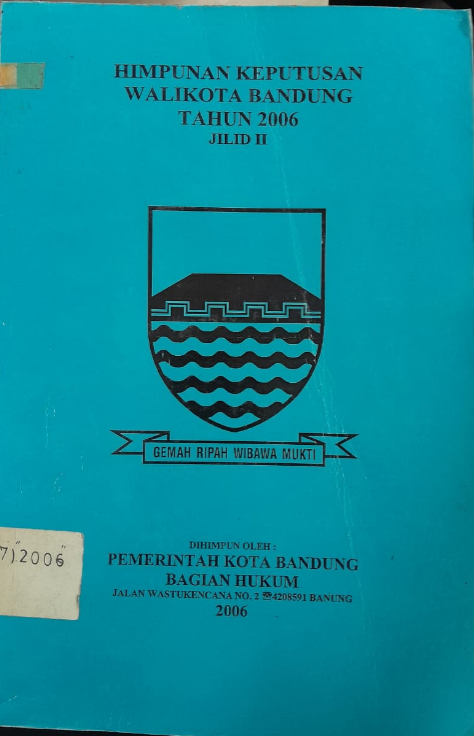 HIMPUNAN KEPUTUSAN
WALIKOTA BANDUNG
TAHUN 2006
JILID II
GEMAH RIPAH WIBAWA MUKTI
7)"2006"
DIHIMPUN OLEH :
PEMERINTAH KOTA BANDUNG
BAGIAN HUKUM
JALAN WASTUKENCANA NO. 2 ☎4208591 BANUNG
2006